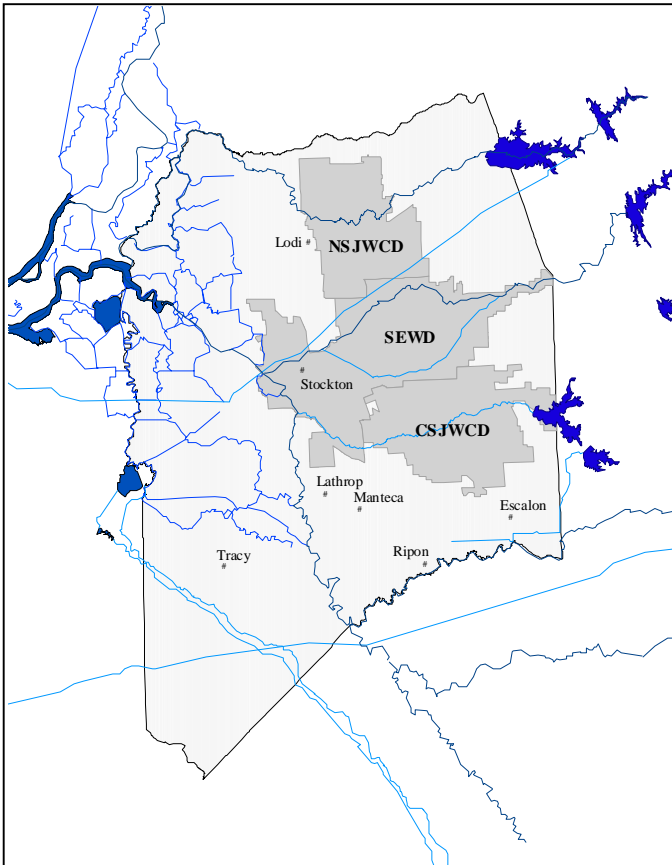 Lodi #
NSJWCD
SEWD
#
Stockton
CSJWCD
Lathrop
#
Manteca
#
Escalon
#
Tracy
#
Ripon
#